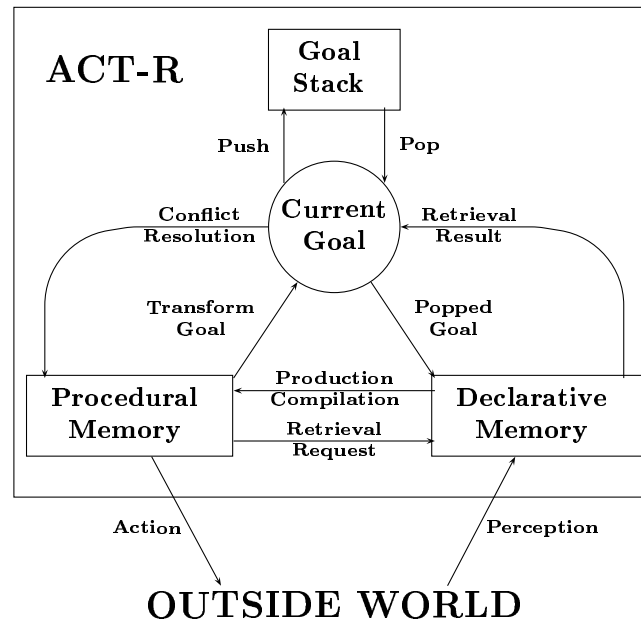 ACT-R
Goal
Stack
Push
Pop
Current
Goal
Conflict
Resolution
Retrieval
Result
Transform
Goal
Popped
Goal
Procedural
Memory
Production
Compilation
Retrieval
Request
Declarative
Memory
Action
Perception
OUTSIDE WORLD